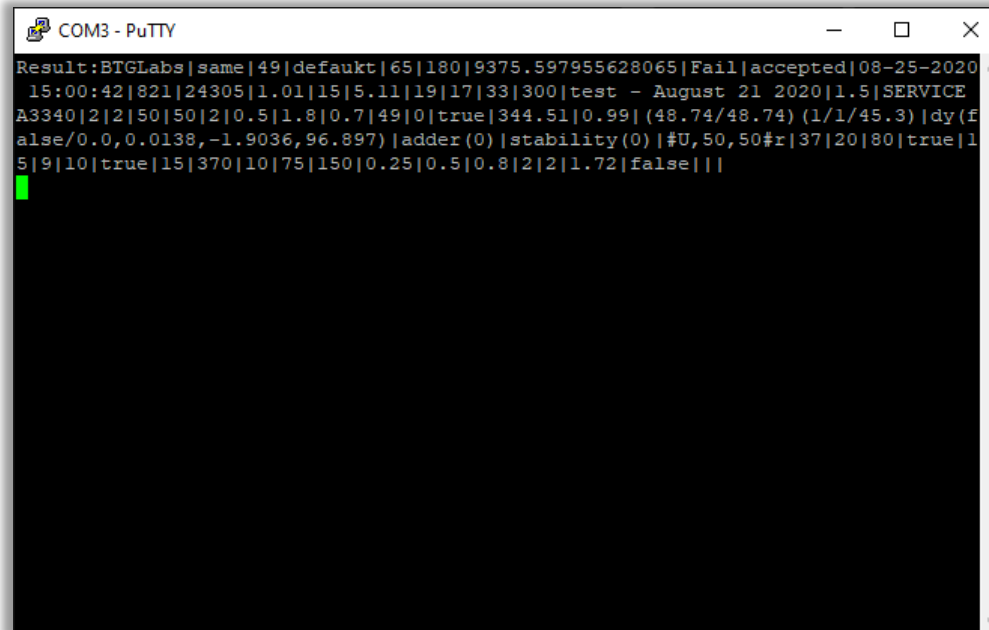 COM3 - PuTTY
Result:BTGLabs|same|49|defaukt|65|180|9375.597955628065|Fail|accepted|08-25-2020
 15:00:42|821|24305|1.01|15|5.11|19|17|33|300|test - August 21 2020|1.5|SERVICE
A3340|2|2|50|50|2|0.5|1.8|0.7|49|0|true|344.51|0.99|(48.74/48.74)(1/1/45.3)|dy(f
alse/0.0,0.0138,-1.9036,96.897)|adder(0)|stability(0)|#U,50,50#r|37|20|80|true|1
5|9|10|true|15|370|10|75|150|0.25|0.5|0.8|2|2|1.72|false|||